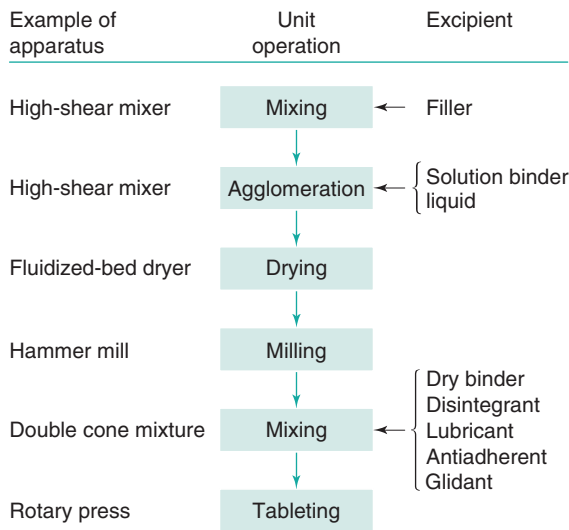 Example of apparatus
Unit operation
Excipient
High-shear mixer
Mixing
Filler
High-shear mixer
Agglomeration
Solution binder
liquid
Fluidized-bed dryer
Drying
Hammer mill
Milling
Double cone mixture
Mixing
Dry binder
Disintegrant
Lubricant
Antiadherent
Glidant
Rotary press
Tableting